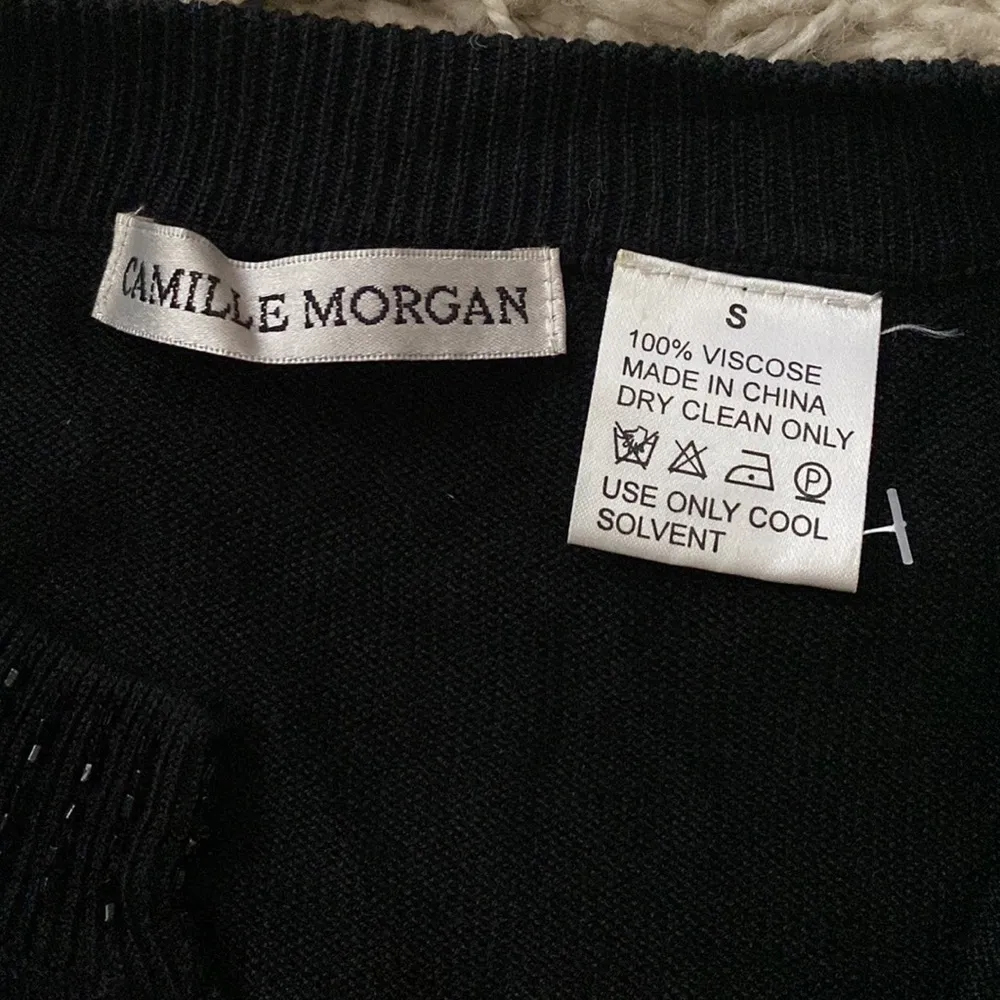 CAMILLE MORGAN
S
100% VISCOSE
MADE IN CHINA
DRY CLEAN ONLY
P
USE ONLY COOL
SOLVENT